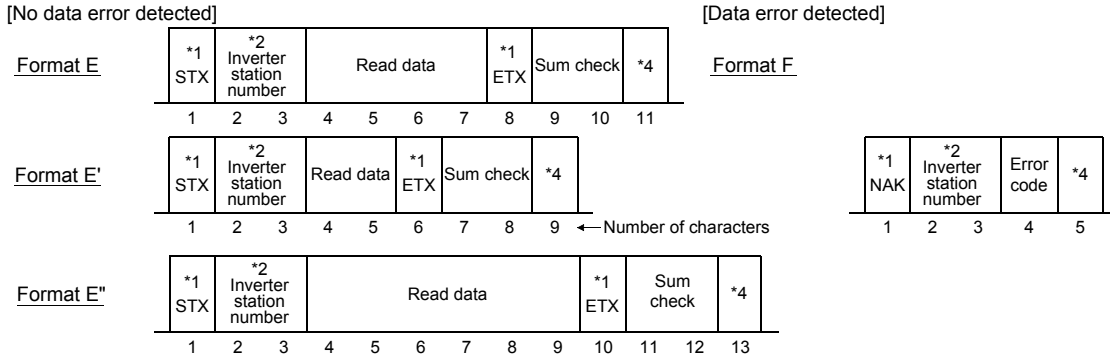 [No data error detected]
[Data error detected]
Format E
*1 STX
*2 Inverter station number
Read data
*1 ETX
Sum check
*4
1 2 3 4 5 6 7 8 9 10 11
Format F
Format E'
*1 STX
*2 Inverter station number
Read data
*1 ETX
Sum check
*4
1 2 3 4 5 6 7 8 9 ←Number of characters
*1 NAK
*2 Inverter station number
Error code
*4
1 2 3 4 5
Format E"
*1 STX
*2 Inverter station number
Read data
*1 ETX
Sum check
*4
1 2 3 4 5 6 7 8 9 10 11 12 13